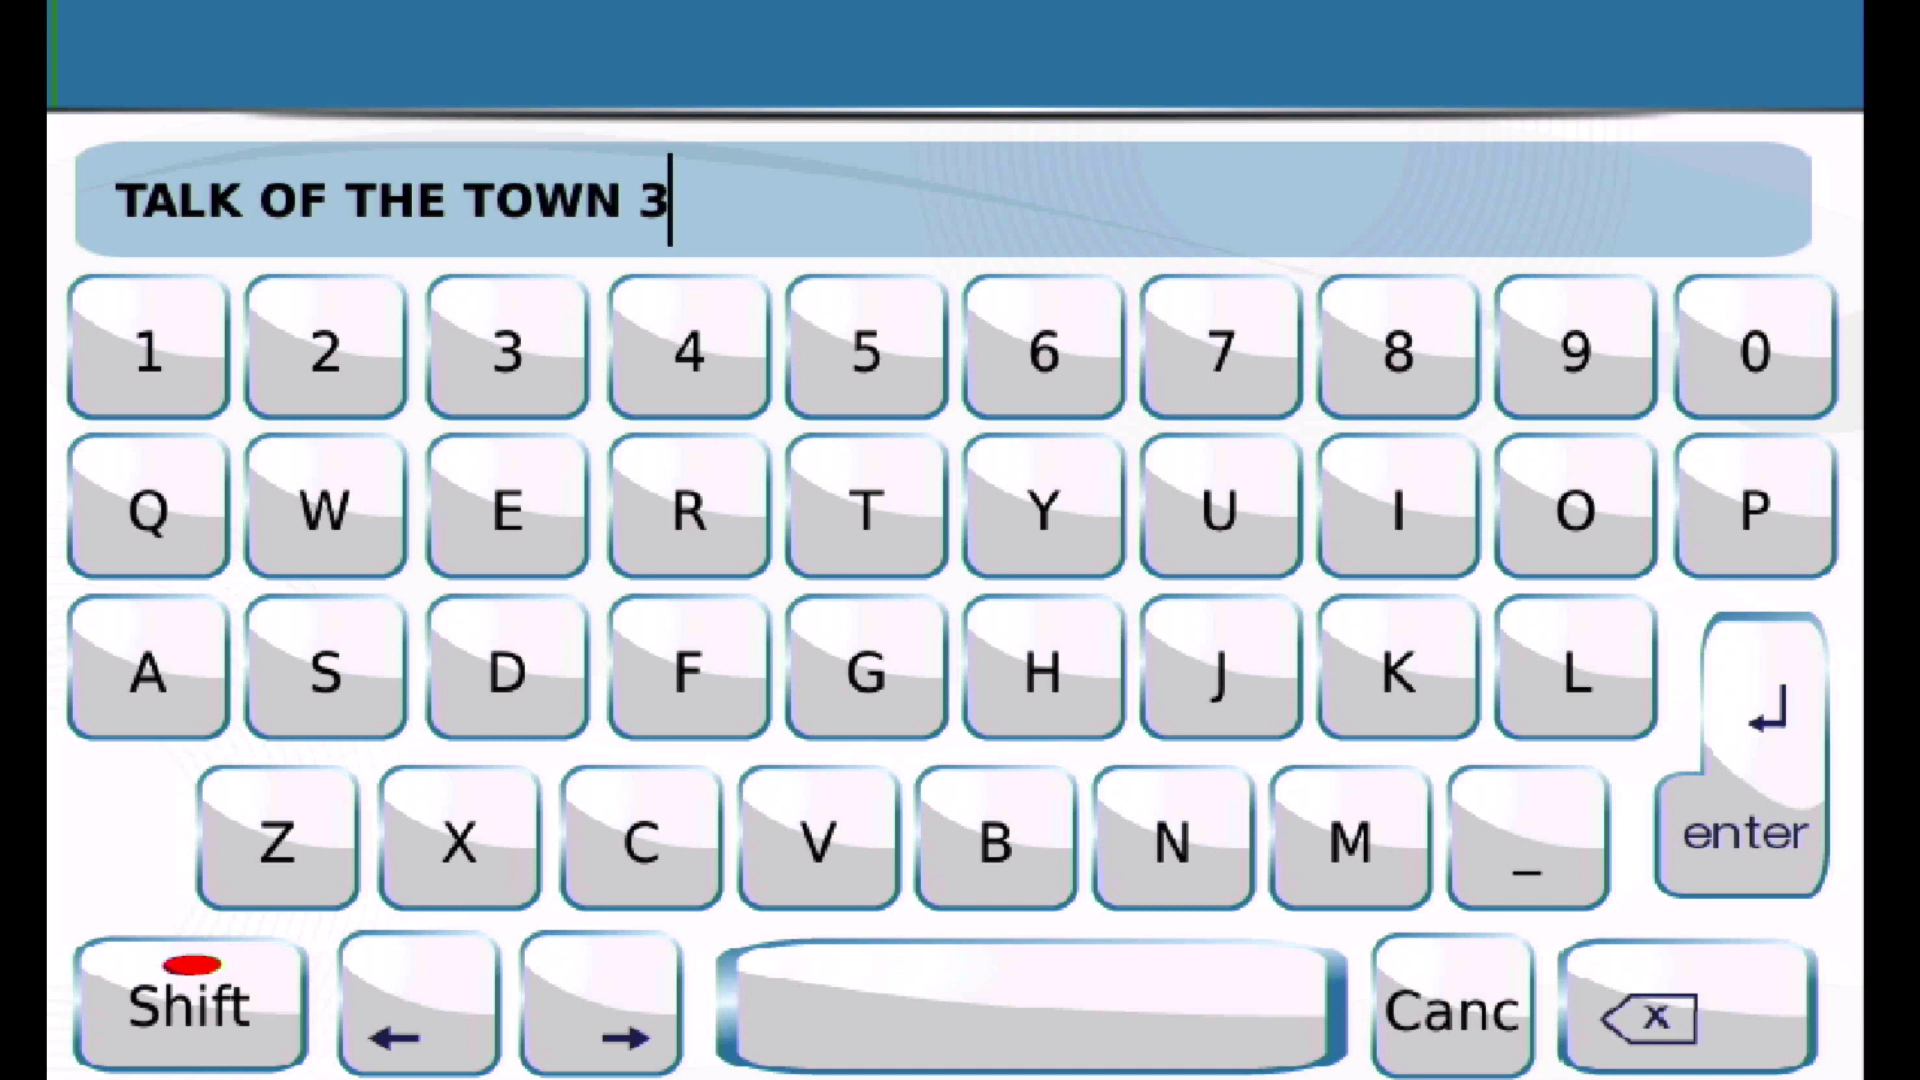 TALK OF THE TOWN 3
1 2 3 4 5 6 7 8 9 0
Q W E R T Y U I O P
A S D F G H J K L
Z X C V B N M _
enter
Shift ← → Canc x